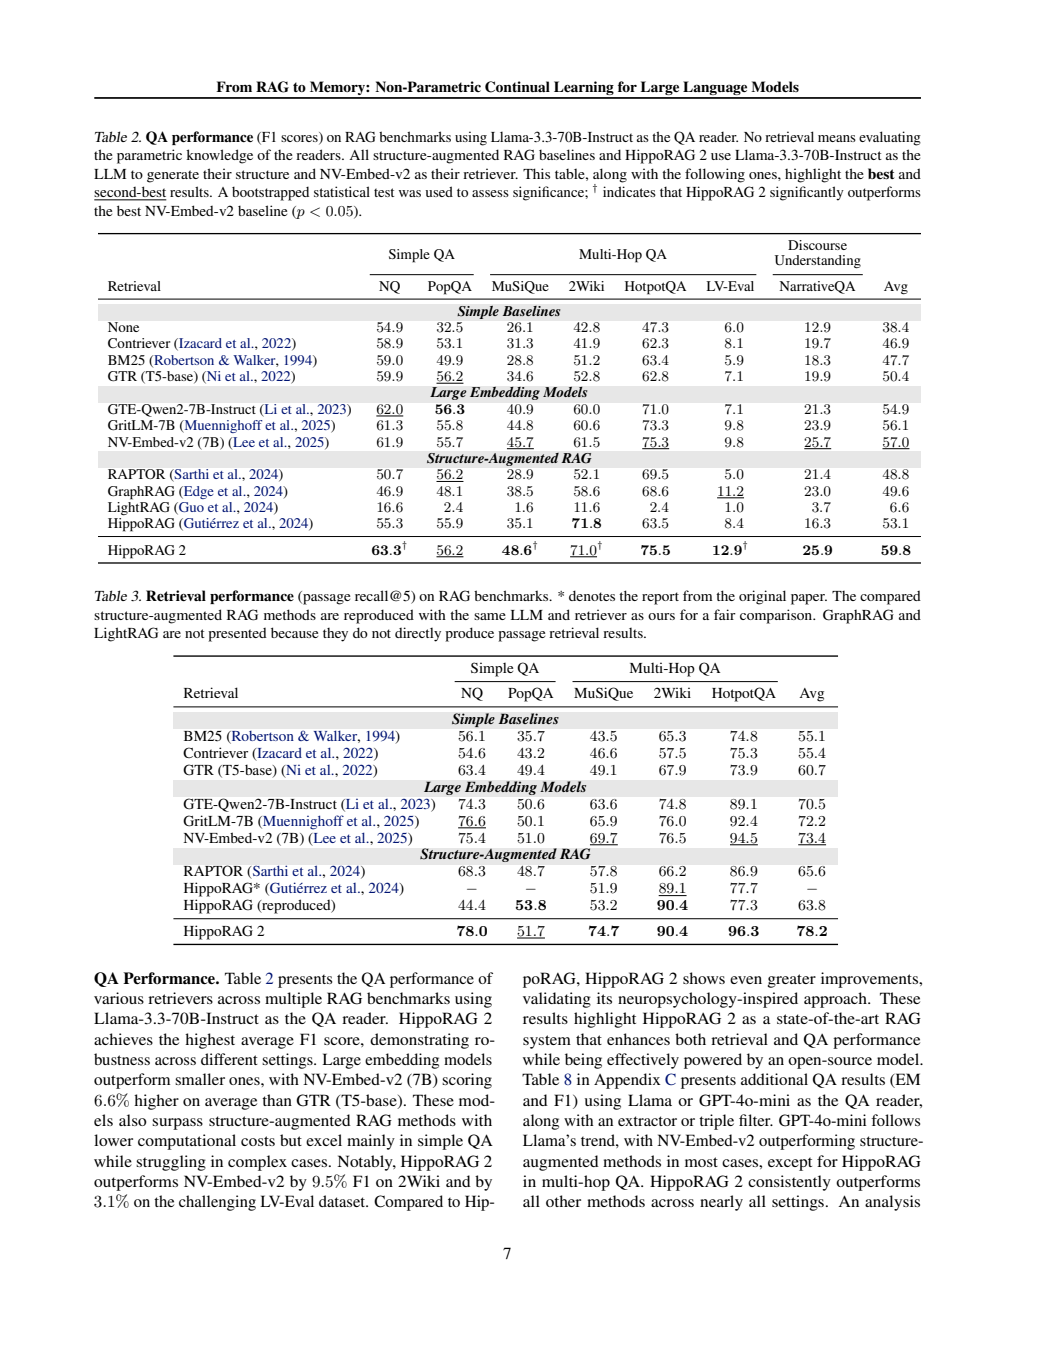 From RAG to Memory: Non-Parametric Continual Learning for Large Language Models
Table 2. QA performance (F1 scores) on RAG benchmarks using Llama-3.3-70B-Instruct as the QA reader. No retrieval means evaluating
the parametric knowledge of the readers. All structure-augmented RAG baselines and HippoRAG 2 use Llama-3.3-70B-Instruct as the
LLM to generate their structure and NV-Embed-v2 as their retriever. This table, along with the following ones, highlight the best and
second-best results. A bootstrapped statistical test was used to assess significance; † indicates that HippoRAG 2 significantly outperforms
the best NV-Embed-v2 baseline (p < 0.05).
Simple QA Multi-Hop QA Discourse Understanding
Retrieval NQ PopQA MuSiQue 2Wiki HotpotQA LV-Eval NarrativeQA Avg
Simple Baselines
None 54.9 32.5 26.1 42.8 47.3 6.0 12.9 38.4
Contriever (Izacard et al., 2022) 58.9 53.1 31.3 41.9 62.3 8.1 19.7 46.9
BM25 (Robertson & Walker, 1994) 59.0 49.9 28.8 51.2 63.4 5.9 18.3 47.7
GTR (T5-base) (Ni et al., 2022) 59.9 56.2 34.6 52.8 62.8 7.1 19.9 50.4
Large Embedding Models
GTE-Qwen2-7B-Instruct (Li et al., 2023) 62.0 56.3 40.9 60.0 71.0 7.1 21.3 54.9
GritLM-7B (Muennighoff et al., 2025) 61.3 55.8 44.8 60.6 73.3 9.8 23.9 56.1
NV-Embed-v2 (7B) (Lee et al., 2025) 61.9 55.7 45.7 61.5 75.3 9.8 25.7 57.0
Structure-Augmented RAG
RAPTOR (Sarthi et al., 2024) 50.7 56.2 28.9 52.1 69.5 5.0 21.4 48.8
GraphRAG (Edge et al., 2024) 46.9 48.1 38.5 58.6 68.6 11.2 23.0 49.6
LightRAG (Guo et al., 2024) 16.6 2.4 1.6 11.6 2.4 1.0 3.7 6.6
HippoRAG (Gutiérrez et al., 2024) 55.3 55.9 35.1 71.8 63.5 8.4 16.3 53.1
HippoRAG 2 63.3† 56.2 48.6† 71.0† 75.5 12.9† 25.9 59.8
Table 3. Retrieval performance (passage recall@5) on RAG benchmarks. * denotes the report from the original paper. The compared
structure-augmented RAG methods are reproduced with the same LLM and retriever as ours for a fair comparison. GraphRAG and
LightRAG are not presented because they do not directly produce passage retrieval results.
Simple QA Multi-Hop QA
Retrieval NQ PopQA MuSiQue 2Wiki HotpotQA Avg
Simple Baselines
BM25 (Robertson & Walker, 1994) 56.1 35.7 43.5 65.3 74.8 55.1
Contriever (Izacard et al., 2022) 54.6 43.2 46.6 57.5 75.3 55.4
GTR (T5-base) (Ni et al., 2022) 63.4 49.4 49.1 67.9 73.9 60.7
Large Embedding Models
GTE-Qwen2-7B-Instruct (Li et al., 2023) 74.3 50.6 63.6 74.8 89.1 70.5
GritLM-7B (Muennighoff et al., 2025) 76.6 50.1 65.9 76.0 92.4 72.2
NV-Embed-v2 (7B) (Lee et al., 2025) 75.4 51.0 69.7 76.5 94.5 73.4
Structure-Augmented RAG
RAPTOR (Sarthi et al., 2024) 68.3 48.7 57.8 66.2 86.9 65.6
HippoRAG* (Gutiérrez et al., 2024) – – 51.9 89.1 77.7 –
HippoRAG (reproduced) 44.4 53.8 53.2 90.4 77.3 63.8
HippoRAG 2 78.0 51.7 74.7 90.4 96.3 78.2
QA Performance. Table 2 presents the QA performance of
various retrievers across multiple RAG benchmarks using
Llama-3.3-70B-Instruct as the QA reader. HippoRAG 2
achieves the highest average F1 score, demonstrating ro-
bustness across different settings. Large embedding models
outperform smaller ones, with NV-Embed-v2 (7B) scoring
6.6% higher on average than GTR (T5-base). These mod-
els also surpass structure-augmented RAG methods with
lower computational costs but excel mainly in simple QA
while struggling in complex cases. Notably, HippoRAG 2
outperforms NV-Embed-v2 by 9.5% F1 on 2Wiki and by
3.1% on the challenging LV-Eval dataset. Compared to Hip-
poRAG, HippoRAG 2 shows even greater improvements,
validating its neuropsychology-inspired approach. These
results highlight HippoRAG 2 as a state-of-the-art RAG
system that enhances both retrieval and QA performance
while being effectively powered by an open-source model.
Table 8 in Appendix C presents additional QA results (EM
and F1) using Llama or GPT-4o-mini as the QA reader,
along with an extractor or triple filter. GPT-4o-mini follows
Llama's trend, with NV-Embed-v2 outperforming structure-
augmented methods in most cases, except for HippoRAG
in multi-hop QA. HippoRAG 2 consistently outperforms
all other methods across nearly all settings. An analysis
7